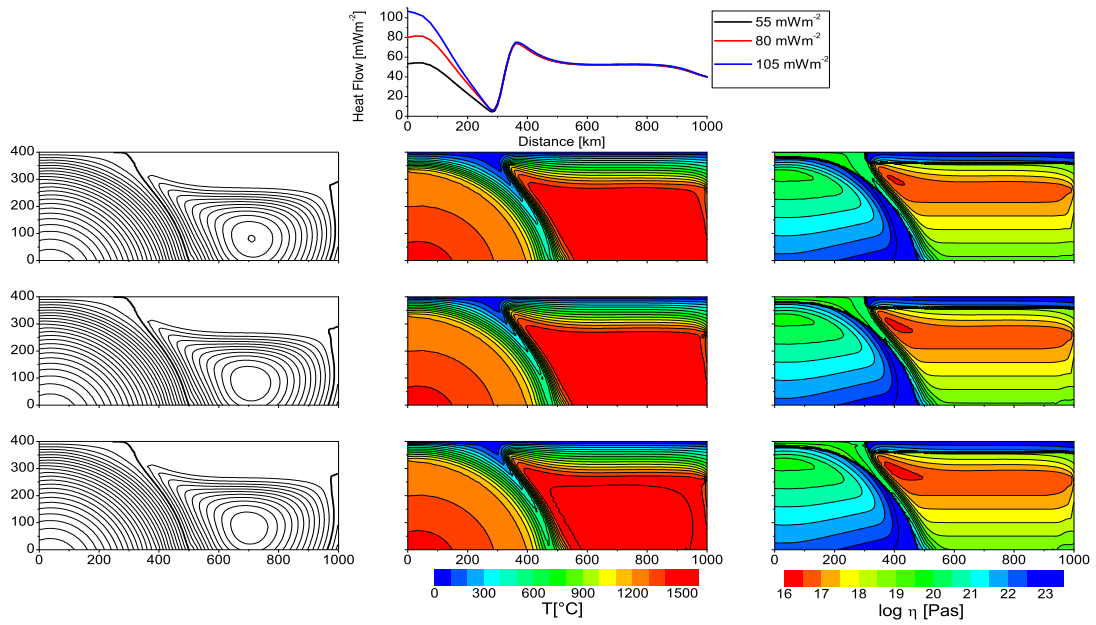 100
80
60
40
20
0
Heat Flow [mWm-2]
0 200 400 600 800 1000
Distance [km]
55 mWm-2
80 mWm-2
105 mWm-2
400
300
200
100
0
400
300
200
100
0
400
300
200
100
0
0 200 400 600 800 1000
0 200 400 600 800 1000
0 200 400 600 800 1000
0 300 600 900 1200 1500
T[°C]
16 17 18 19 20 21 22 23
log η [Pas]